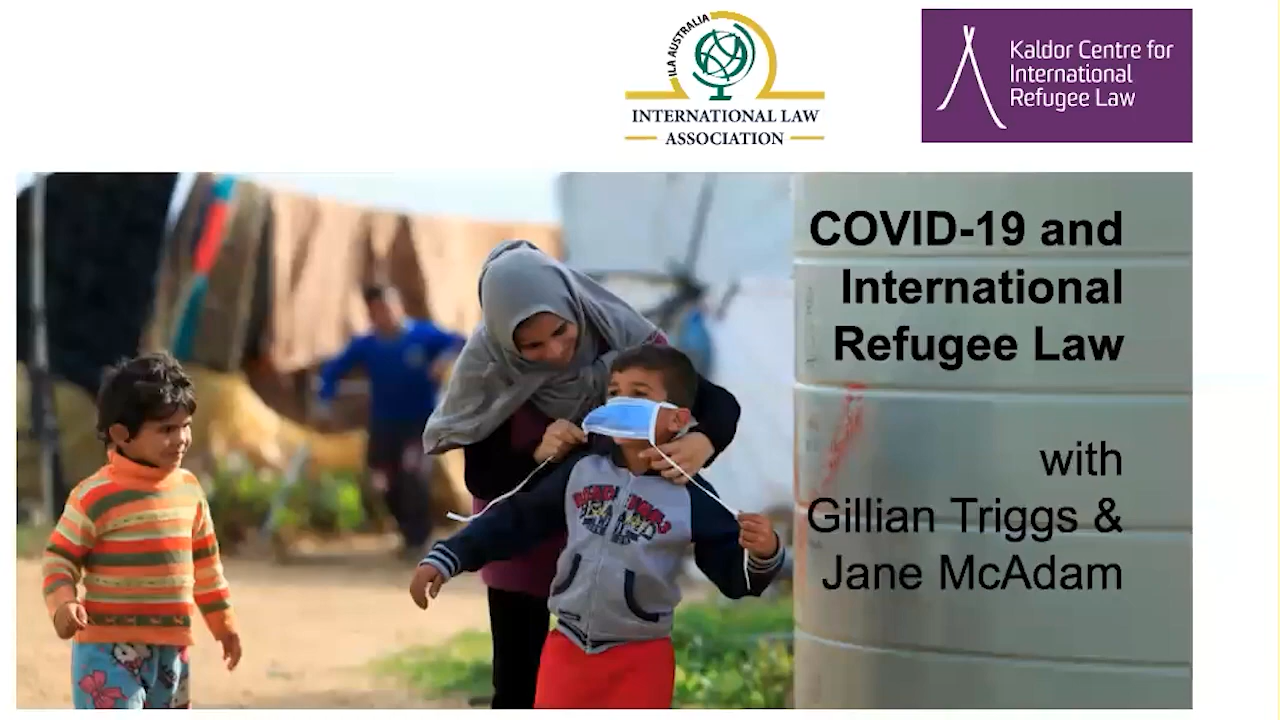 ILA AUSTRALIA
INTERNATIONAL LAW
ASSOCIATION
Kaldor Centre for
International
Refugee Law
COVID-19 and
International
Refugee Law
with
Gillian Triggs &
Jane McAdam